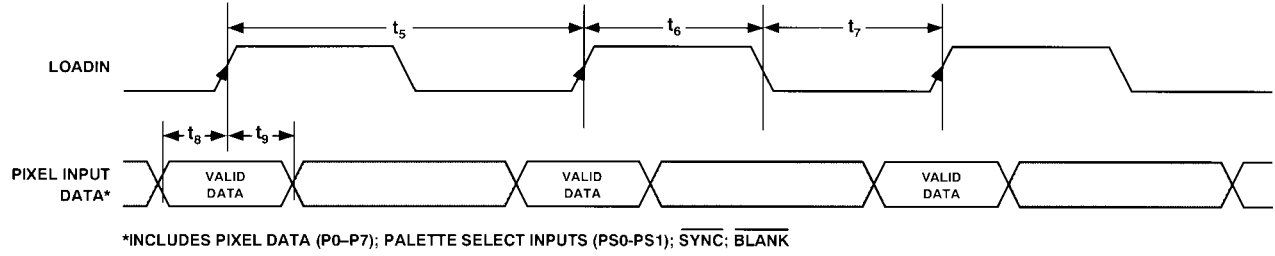 t5
t6
t7
LOADIN
t8
t9
PIXEL INPUT
DATA*
VALID
DATA
VALID
DATA
VALID
DATA
*INCLUDES PIXEL DATA (P0–P7); PALETTE SELECT INPUTS (PS0-PS1); SYNC; BLANK